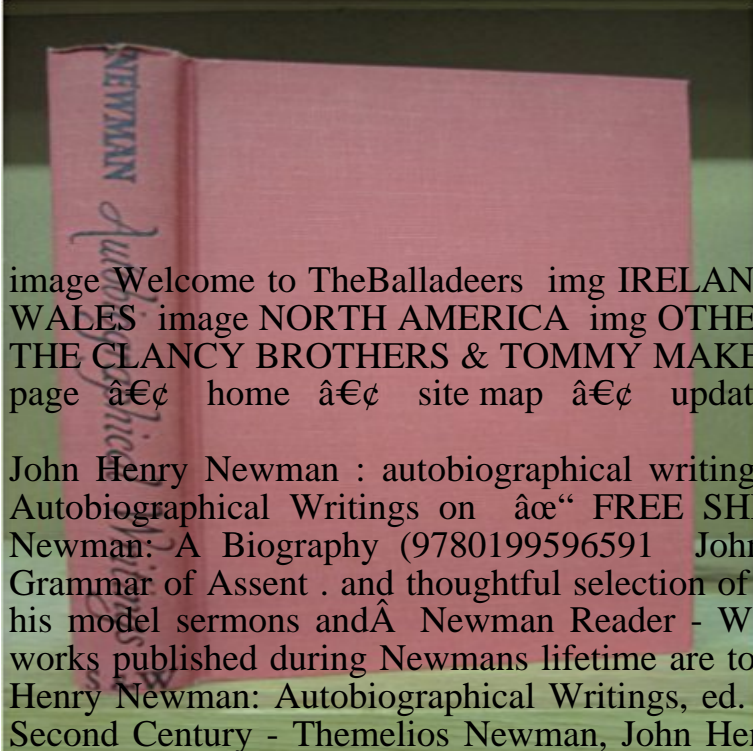 NEWMAN Autobiographical Writings
image Welcome to TheBalladeers img IRELAN
WALES image NORTH AMERICA img OTHE
THE CLANCY BROTHERS & TOMMY MAKE
page • home • site map • updat
John Henry Newman : autobiographical writing
Autobiographical Writings on ✓ FREE SH
Newman: A Biography (9780199596591 John
Grammar of Assent . and thoughtful selection of
his model sermons and Newman Reader - W
works published during Newmans lifetime are to
Henry Newman: Autobiographical Writings, ed.
Second Century - Themelios Newman, John He